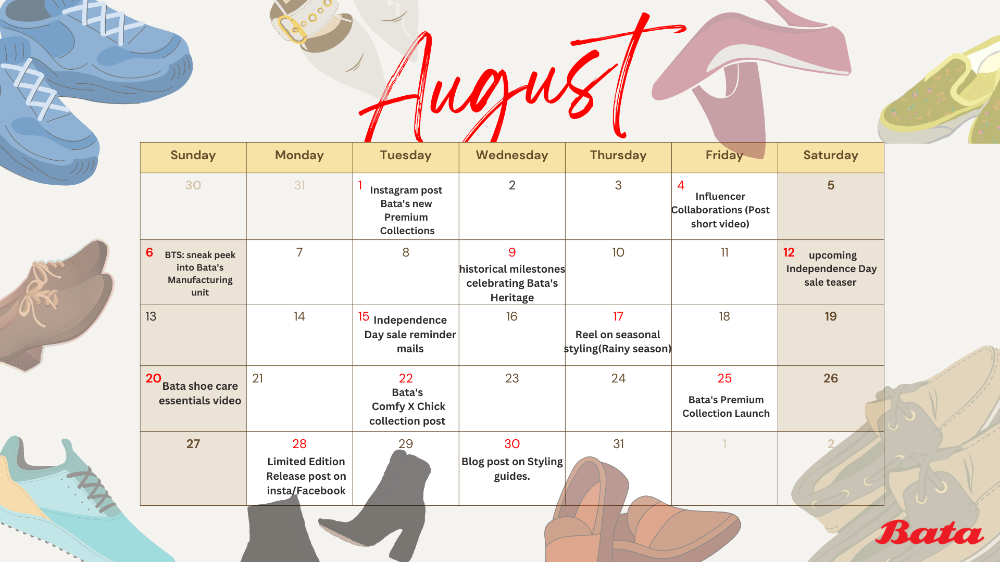 August
Sunday
Monday
Tuesday
Wednesday
Thursday
Friday
Saturday
30
31
1
Instagram post
Bata's new
Premium
Collections
2
3
4
Influencer
Collaborations (Post
short video)
5
6
BTS: sneak peek
into Bata's
Manufacturing
unit
7
8
9
historical milestones
celebrating Bata's
Heritage
10
11
12
upcoming
Independence Day
sale teaser
13
14
15
Independence
Day sale reminder
mails
16
17
Reel on seasonal
styling(Rainy season)
18
19
20
Bata shoe care
essentials video
21
22
Bata's
Comfy X Chick
collection post
23
24
25
Bata's Premium
Collection Launch
26
27
28
Limited Edition
Release post on
insta/Facebook
29
30
Blog post on Styling
guides.
31
1
2
Bata